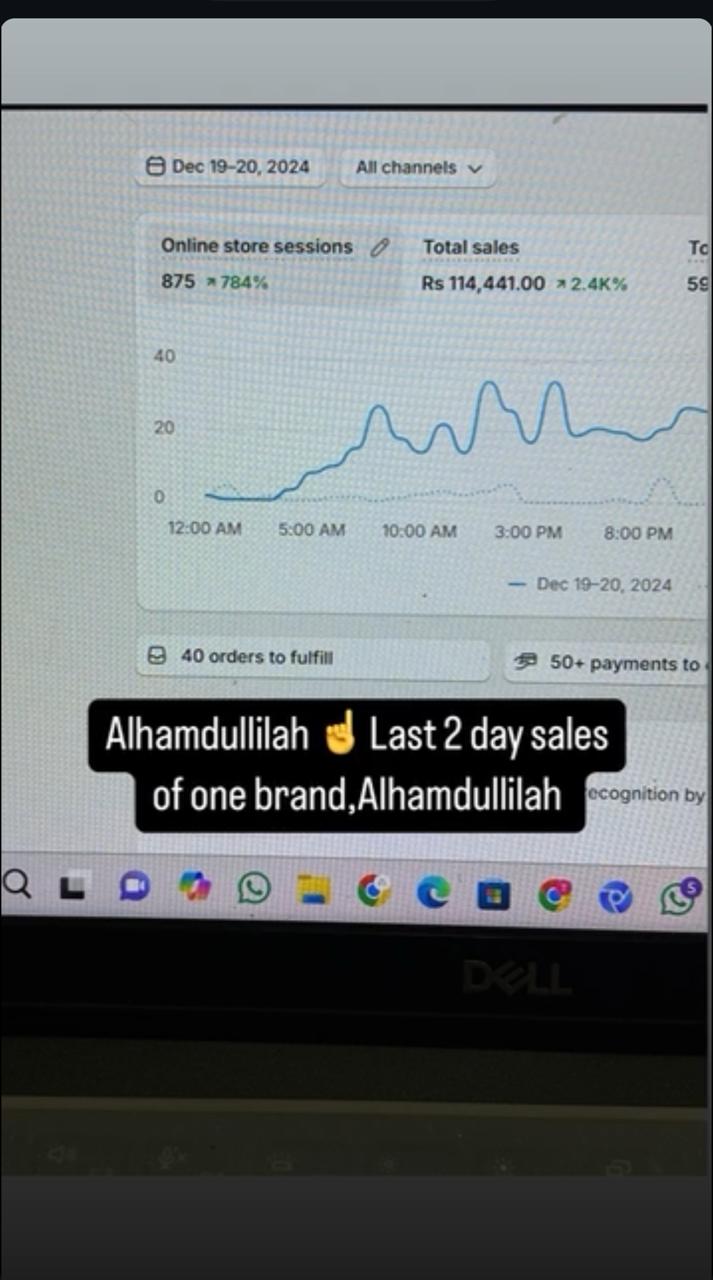 Dec 19–20, 2024
All channels
Online store sessions
Total sales
875 ↗ 784%
Rs 114,441.00 ↗ 2.4K%
40
20
0
12:00 AM 5:00 AM 10:00 AM 3:00 PM 8:00 PM
Dec 19–20, 2024
40 orders to fulfill
50+ payments to
Alhamdullilah ☝️ Last 2 day sales
of one brand,Alhamdullilah
by
5
DELL